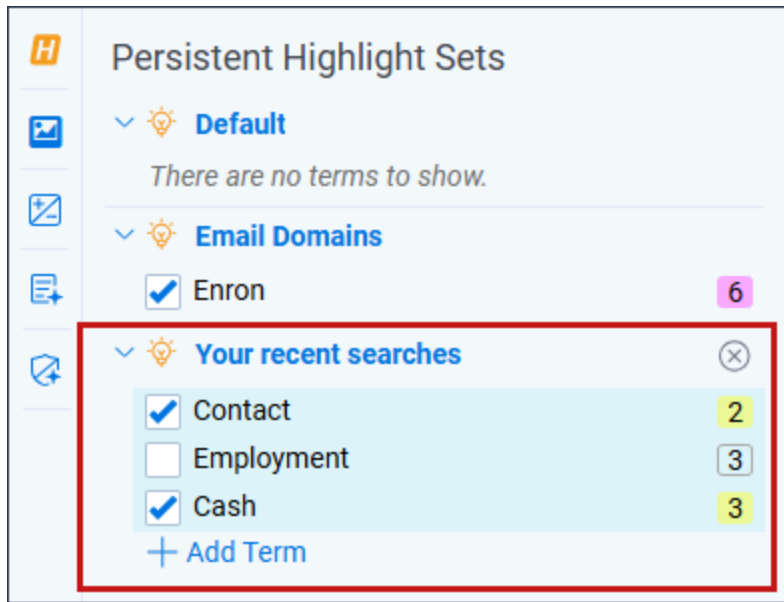 H
Persistent Highlight Sets
Default
There are no terms to show.
Email Domains
Enron 6
Your recent searches
Contact 2
Employment 3
Cash 3
Add Term